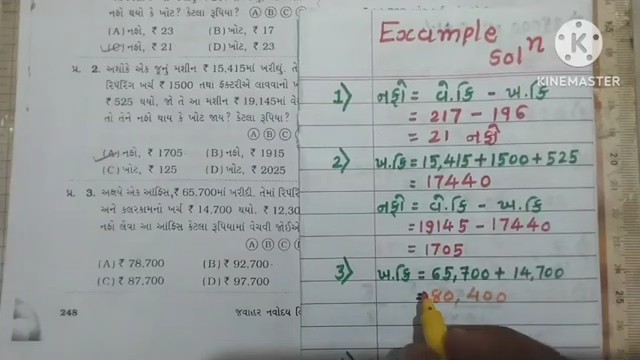 નફો થયો કે ખોટ? કેટલા રૂપિયા? Ⓐ Ⓑ Ⓒ
(A) નફો, ₹ 23 (B) ખોટ, ₹ 17
નફો, ₹ 21 (D) ખોટ, ₹ 23
પ્ર. 2. અશોકે એક જૂનું મશીન ₹ 15,415માં ખરીદ્યું.
રિપેરિંગ ખર્ચ ₹ 1500 તથા ફેક્ટરીએ લાવવાનો
₹ 525 થયો, જો તે આ મશીન ₹ 19,145માં
તો તેને નફો થાય કે ખોટ જાય? કેટલા રૂપિયા?
Ⓐ Ⓑ
(A) નફો, ₹ 1705 (B) નફો, ₹ 1915
(C) ખોટ, ₹ 125 (D) ખોટ, ₹ 2025
પ્ર. 3. અક્ષયે એક ઑફિસ, ₹ 65,700માં ખરીદી. તેમાં
અને કલરકામનો ખર્ચ ₹ 14,700 થયો. ₹ 12,30
નફો લેવા આ ઑફિસ કેટલા રૂપિયામાં વેચવી જોઈએ
Ⓐ Ⓑ
(A) ₹ 78,700 (B) ₹ 92,700
(C) ₹ 87,700 (D) ₹ 97,700
248 જવાહર નવોદય
Example
Solⁿ
KINEMASTER
1) નફો = વે.કિ - ખ.કિ
= 217 - 196
= 21 નફો
2) ખ.કિ = 15,415 + 1500 + 525
= 17440
નફો = વે.કિ - ખ.કિ
= 19145 - 17440
= 1705
3) ખ.કિ = 65,700 + 14,700
= 80,400